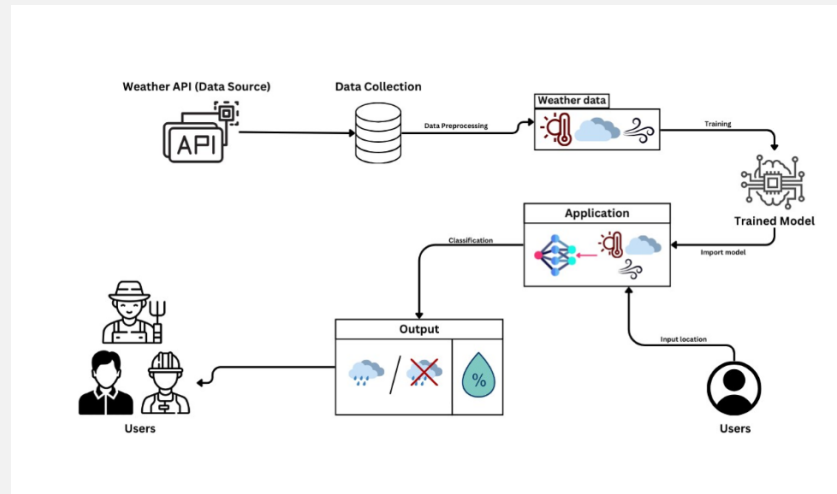 Weather API (Data Source)
Data Collection
API
Data Preprocessing
Weather data
Training
Trained Model
Import model
Application
Classification
Input location
Output
%
Users
Users